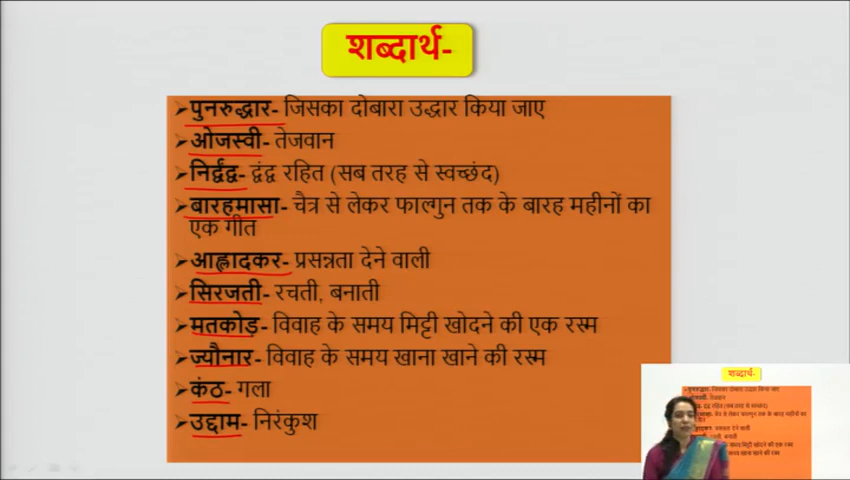 शब्दार्थ-
➢पुनरुद्धार- जिसका दोबारा उद्धार किया जाए
➢ओजस्वी- तेजवान
➢निर्द्वंद्व- द्वंद्व रहित (सब तरह से स्वच्छंद)
➢बारहमासा- चैत्र से लेकर फाल्गुन तक के बारह महीनों का
एक गीत
➢आह्लादकर- प्रसन्नता देने वाली
➢सिरजती- रचती, बनाती
➢मतकोड़- विवाह के समय मिट्टी खोदने की एक रस्म
➢ज्यौनार- विवाह के समय खाना खाने की रस्म
➢कंठ- गला
➢उद्दाम- निरंकुश
शब्दार्थ-